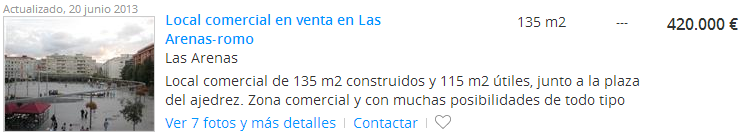 Actualizado, 20 junio 2013
Local comercial en venta en Las 135 m2 --- 420.000 €
Arenas-romo
Las Arenas
Local comercial de 135 m2 construidos y 115 m2 útiles, junto a la plaza
del ajedrez. Zona comercial y con muchas posibilidades de todo tipo
Ver 7 fotos y más detalles | Contactar |